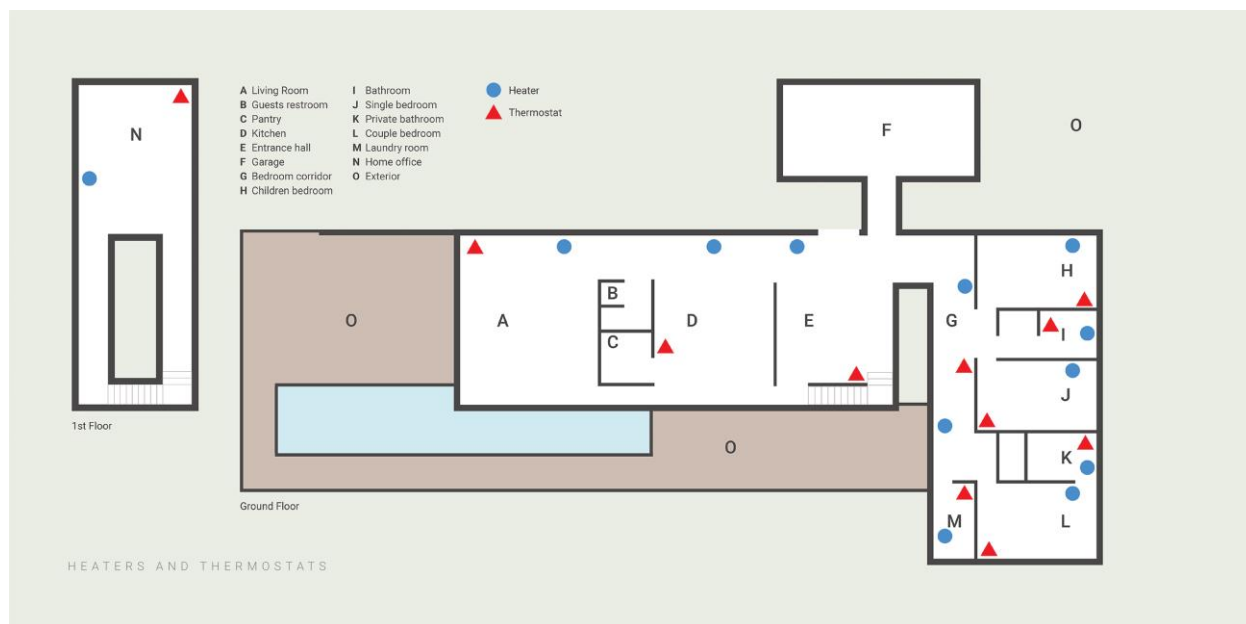 N
1st Floor
A Living Room
B Guests restroom
C Pantry
D Kitchen
E Entrance hall
F Garage
G Bedroom corridor
H Children bedroom
I Bathroom
J Single bedroom
K Private bathroom
L Couple bedroom
M Laundry room
N Home office
O Exterior
Heater
Thermostat
F
O
O
A
B
C
D
E
G
H
I
J
K
L
M
O
Ground Floor
HEATERS AND THERMOSTATS